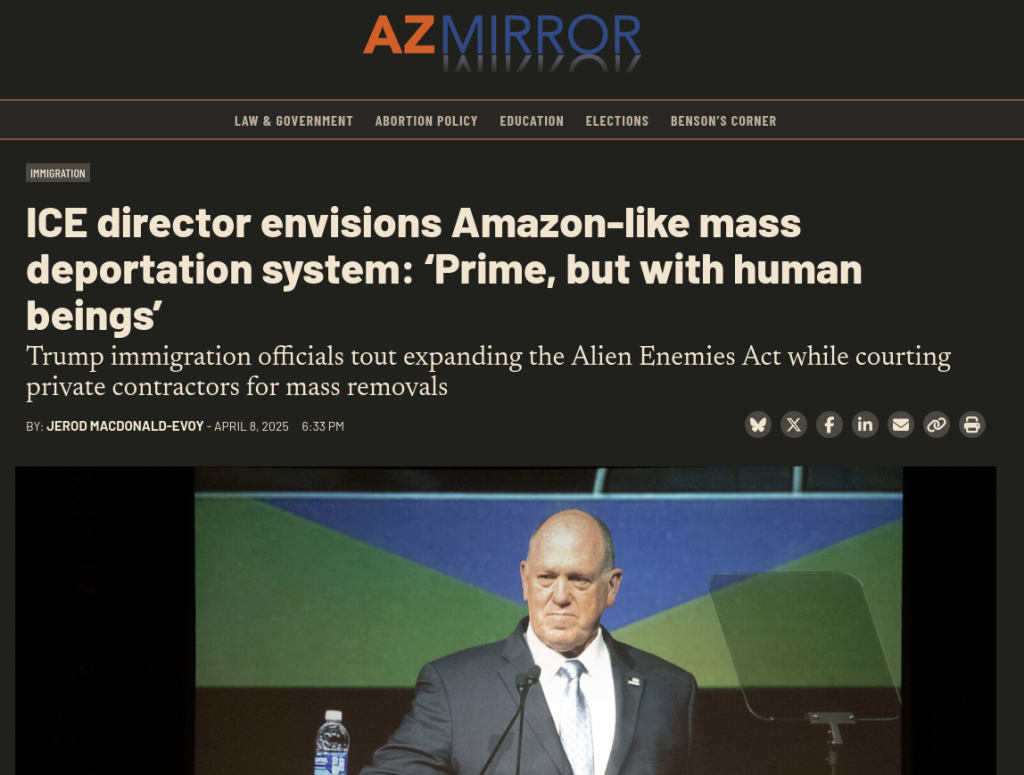 AZMIRROR
LAW & GOVERNMENT ABORTION POLICY EDUCATION ELECTIONS BENSON'S CORNER
IMMIGRATION
ICE director envisions Amazon-like mass
deportation system: ‘Prime, but with human
beings’
Trump immigration officials tout expanding the Alien Enemies Act while courting
private contractors for mass removals
BY: JEROD MACDONALD-EVOY - APRIL 8, 2025 6:33 PM